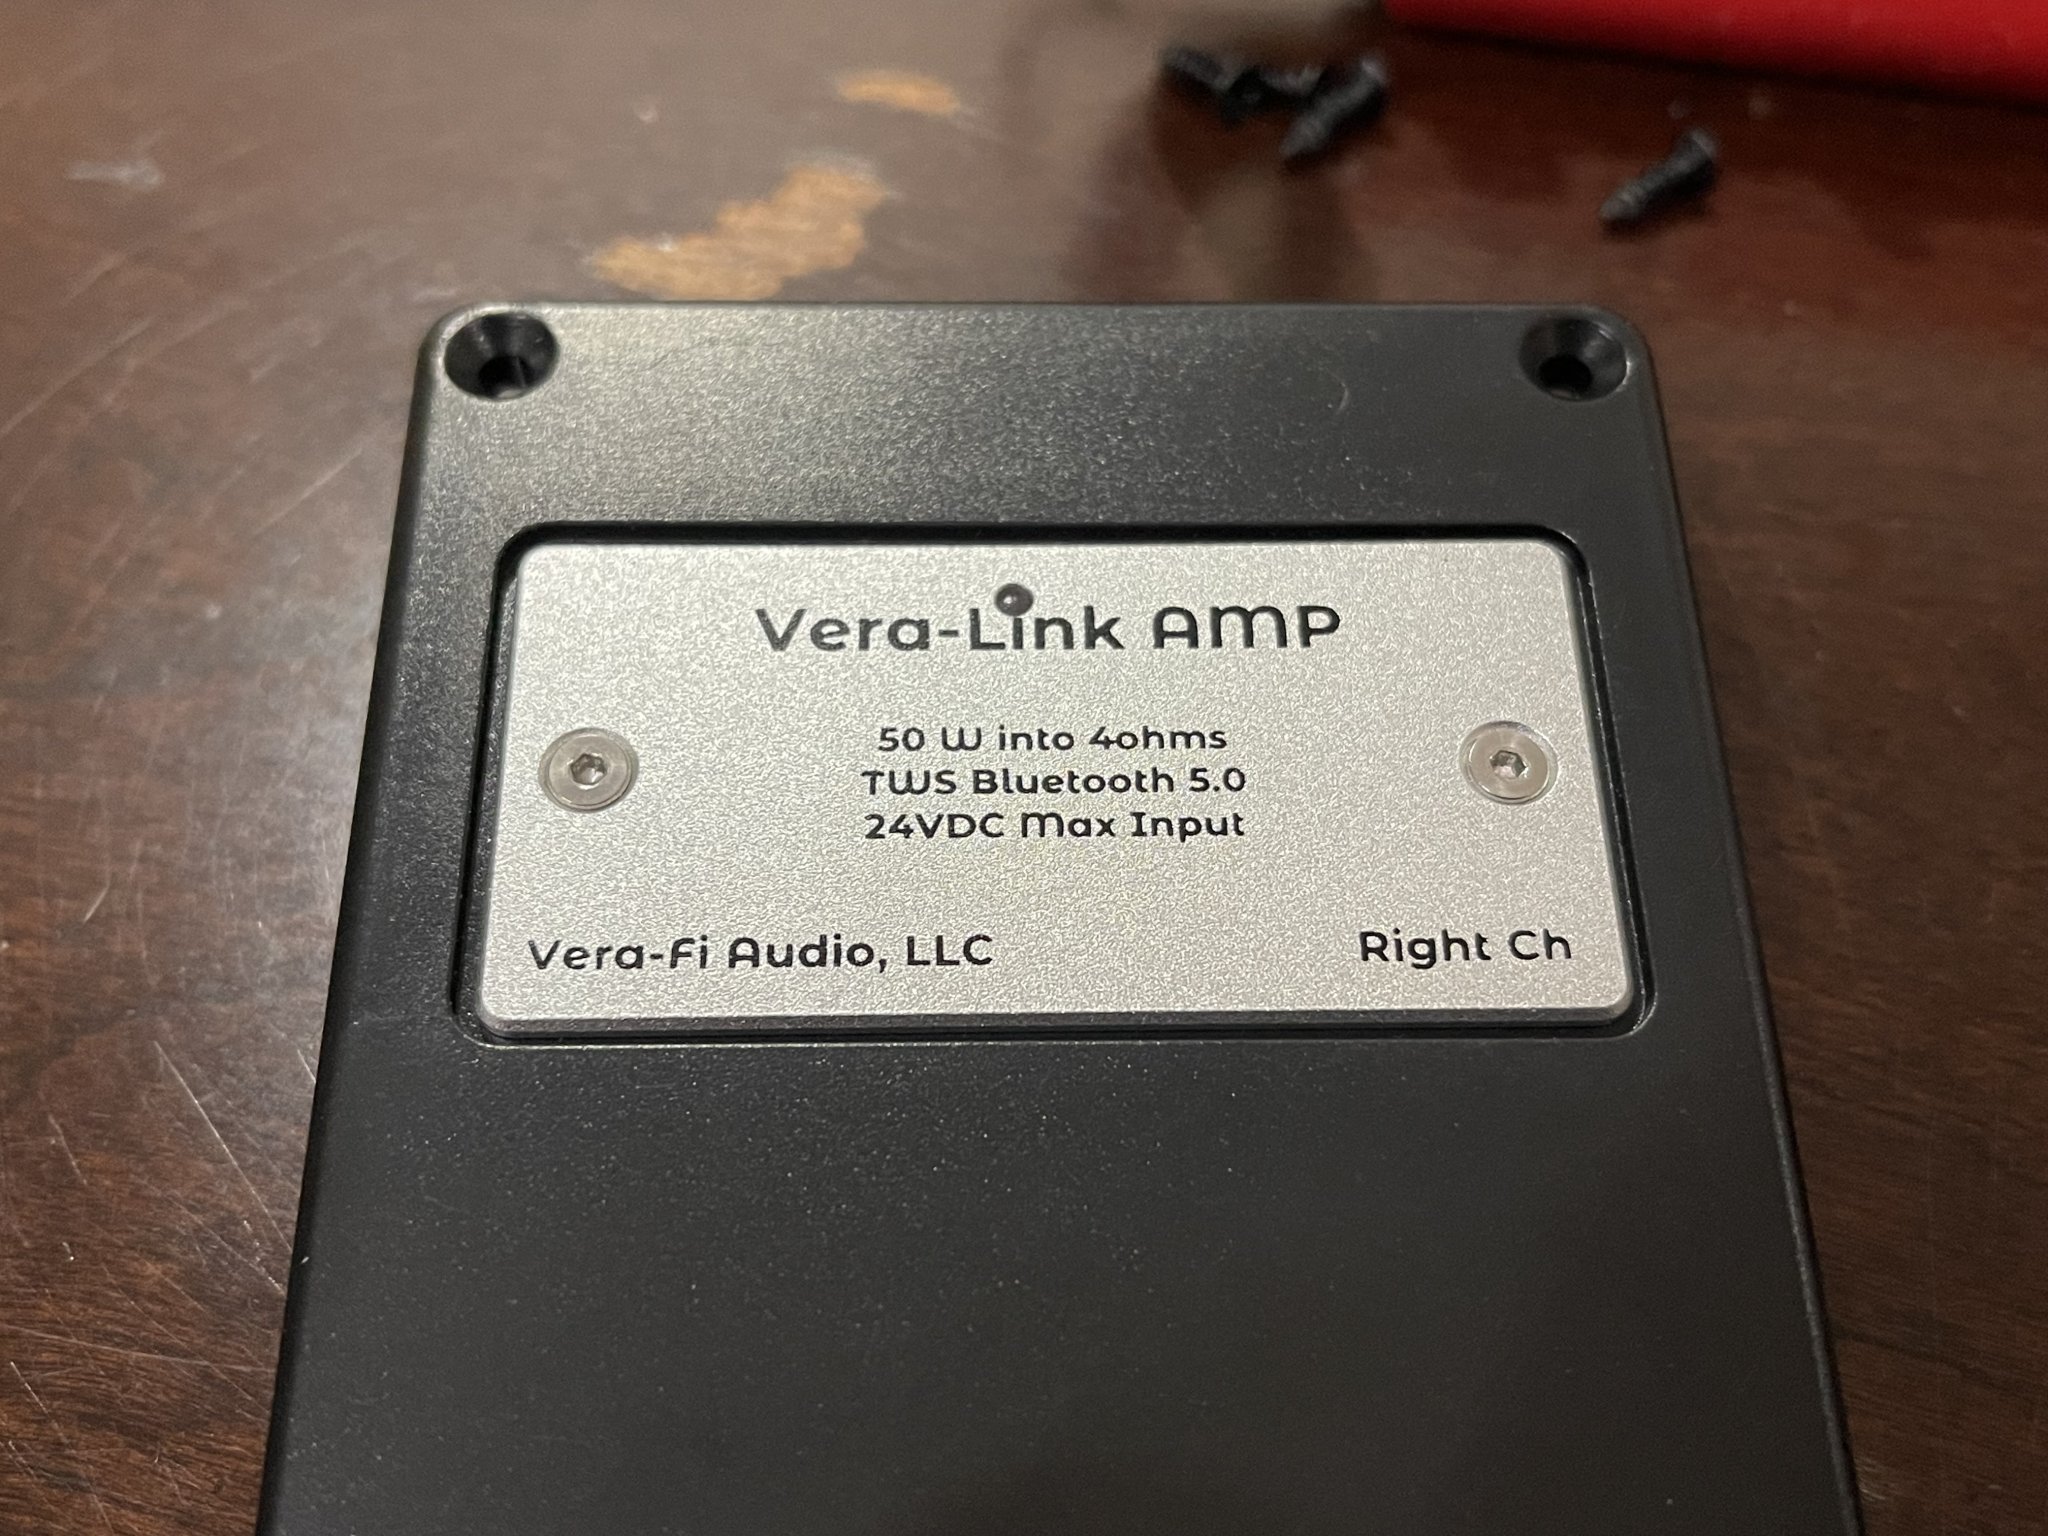 Vera-Link AMP
50 W into 4ohms
TWS Bluetooth 5.0
24VDC Max Input
Vera-Fi Audio, LLC
Right Ch